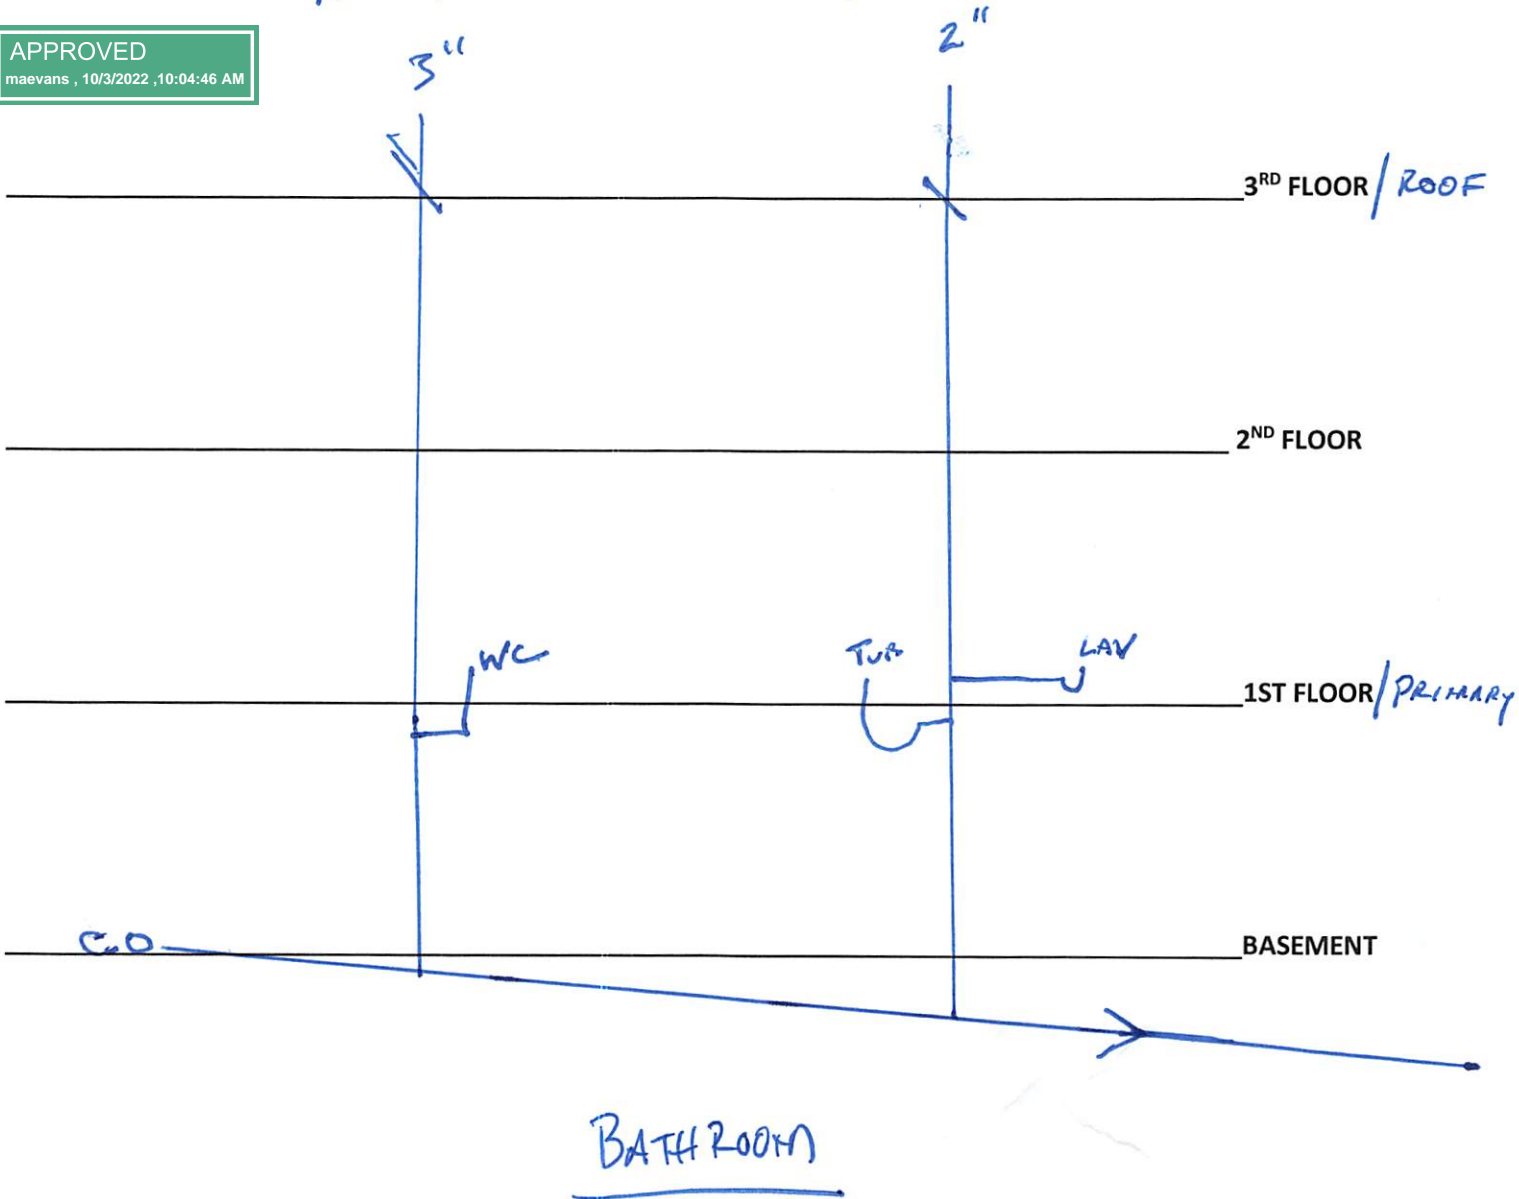 APPROVED
maevans , 10/3/2022 ,10:04:46 AM
3"
2"
3RD FLOOR / ROOF
2ND FLOOR
WC
TUB
LAV
1ST FLOOR / PRIMARY
C.O
BASEMENT
BATHROOM